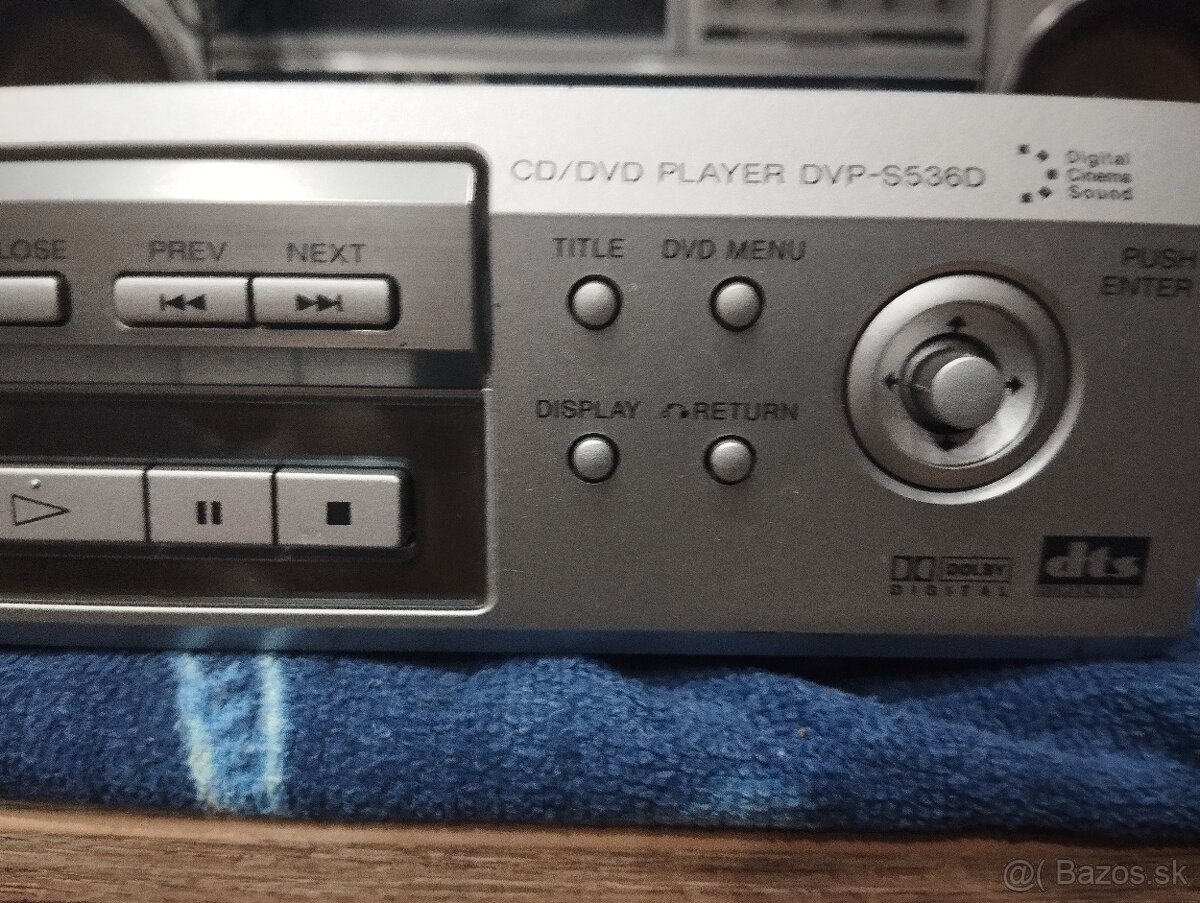 CD/DVD PLAYER DVP-S536D
Digital
Cinema
Sound
LOSE
PREV
NEXT
TITLE
DVD MENU
PUSH
ENTER
DISPLAY
RETURN
DOLBY
DIGITAL
dts
@( Bazos.sk